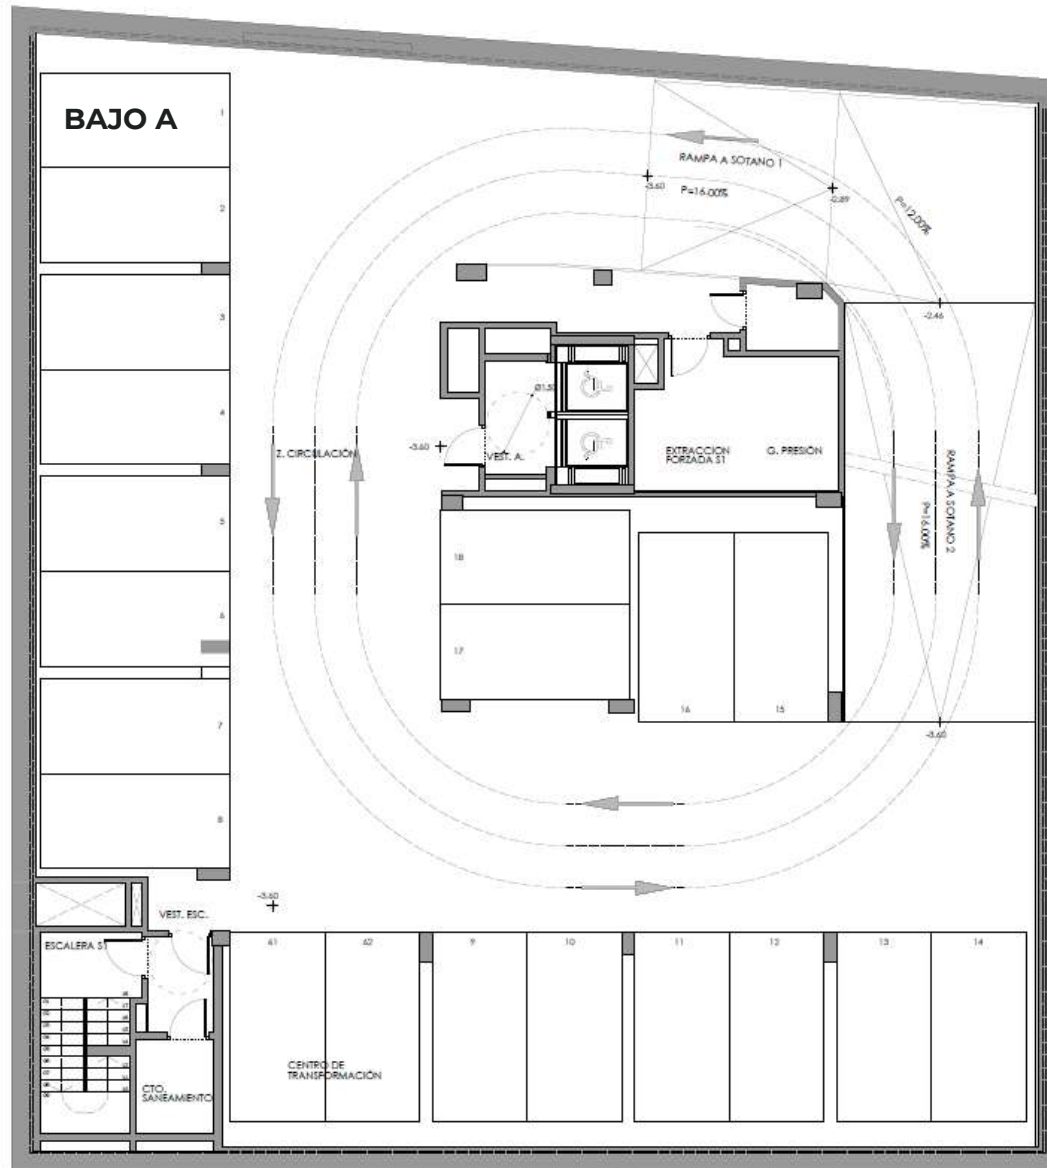 BAJO A
1
2
3
4
5
6
7
8
RAMPA A SOTANO 1
P=16.00%
-3.60
-2.89
P=12.00%
-2.46
Z. CIRCULACIÓN
-3.60
Ø1.50
VEST. A.
EXTRACCION
FORZADA S1
G. PRESIÓN
RAMPA A SOTANO 2
P=16.00%
18
17
16
15
-3.60
-3.60
VEST. ESC.
ESCALERA S1
61
62
9
10
11
12
13
14
CENTRO DE
TRANSFORMACIÓN
CTO.
SANEAMIENTO